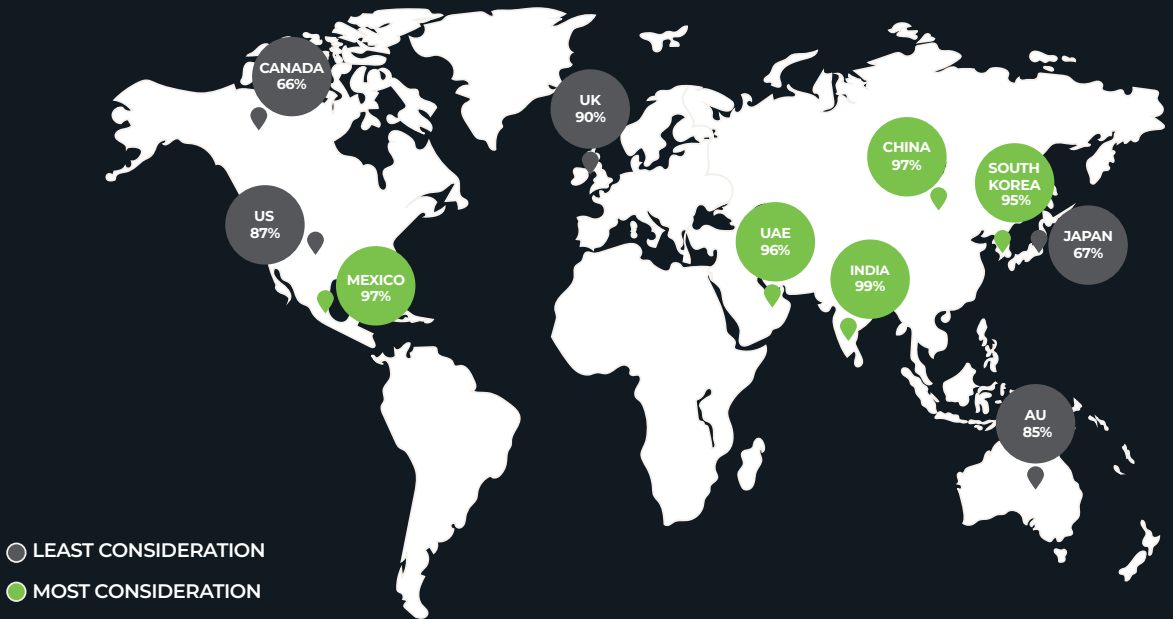 CANADA
66%
UK
90%
CHINA
97%
SOUTH
KOREA
95%
US
87%
UAE
96%
JAPAN
67%
MEXICO
97%
INDIA
99%
AU
85%
LEAST CONSIDERATION
MOST CONSIDERATION